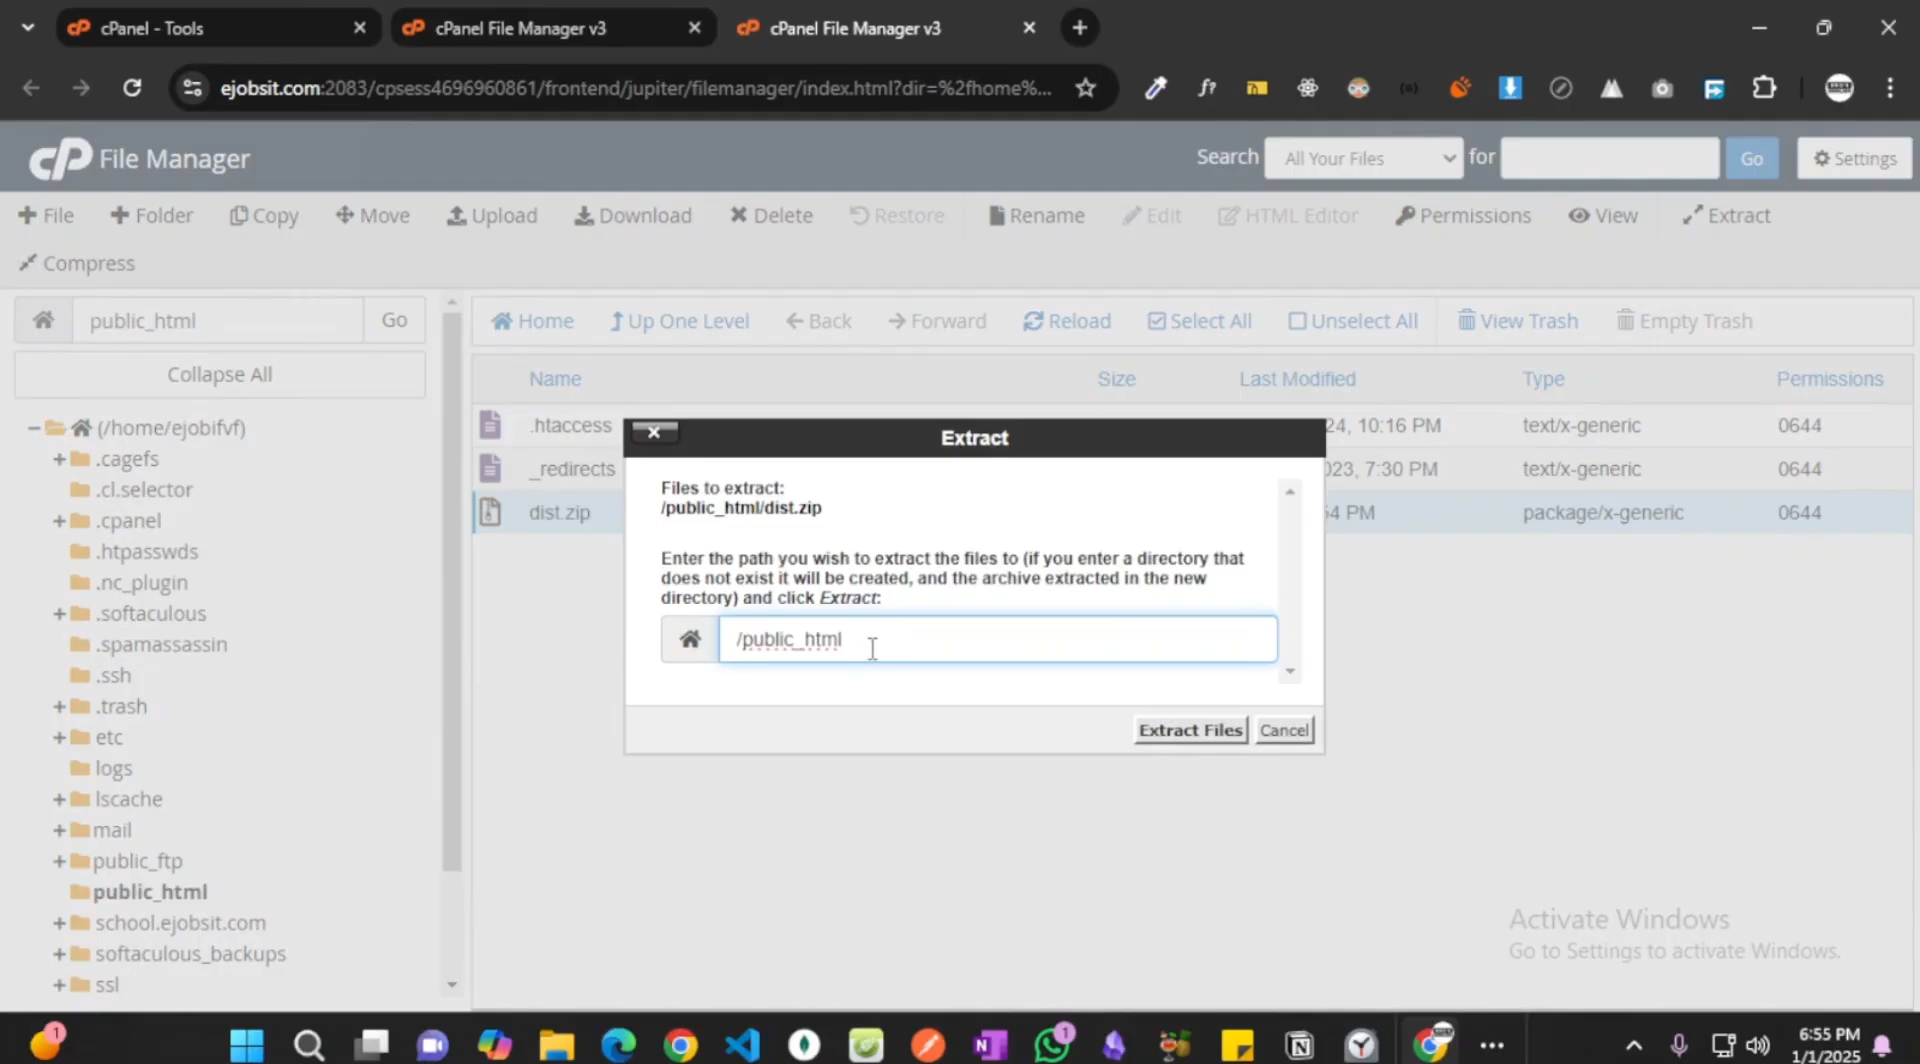 cPanel - Tools
cPanel File Manager v3
cPanel File Manager v3
ejobsit.com:2083/cpsess4696960861/frontend/jupiter/filemanager/index.html?dir=%2fhome%...
cP File Manager
Search All Your Files for Go Settings
File Folder Copy Move Upload Download Delete Restore Rename Edit HTML Editor Permissions View Extract
Compress
public_html Go
Home Up One Level Back Forward Reload Select All Unselect All View Trash Empty Trash
Collapse All
Name Size Last Modified Type Permissions
.htaccess 24, 10:16 PM text/x-generic 0644
_redirects 023, 7:30 PM text/x-generic 0644
dist.zip 54 PM package/x-generic 0644
(/home/ejobifvf)
.cagefs
.cl.selector
.cpanel
.htpasswds
.nc_plugin
.softaculous
.spamassassin
.ssh
.trash
etc
logs
lscache
mail
public_ftp
public_html
school.ejobsit.com
softaculous_backups
ssl
Extract
Files to extract:
/public_html/dist.zip
Enter the path you wish to extract the files to (if you enter a directory that
does not exist it will be created, and the archive extracted in the new
directory) and click Extract:
/public_html
Extract Files Cancel
Activate Windows
Go to Settings to activate Windows.
1
1
6:55 PM
1/1/2025